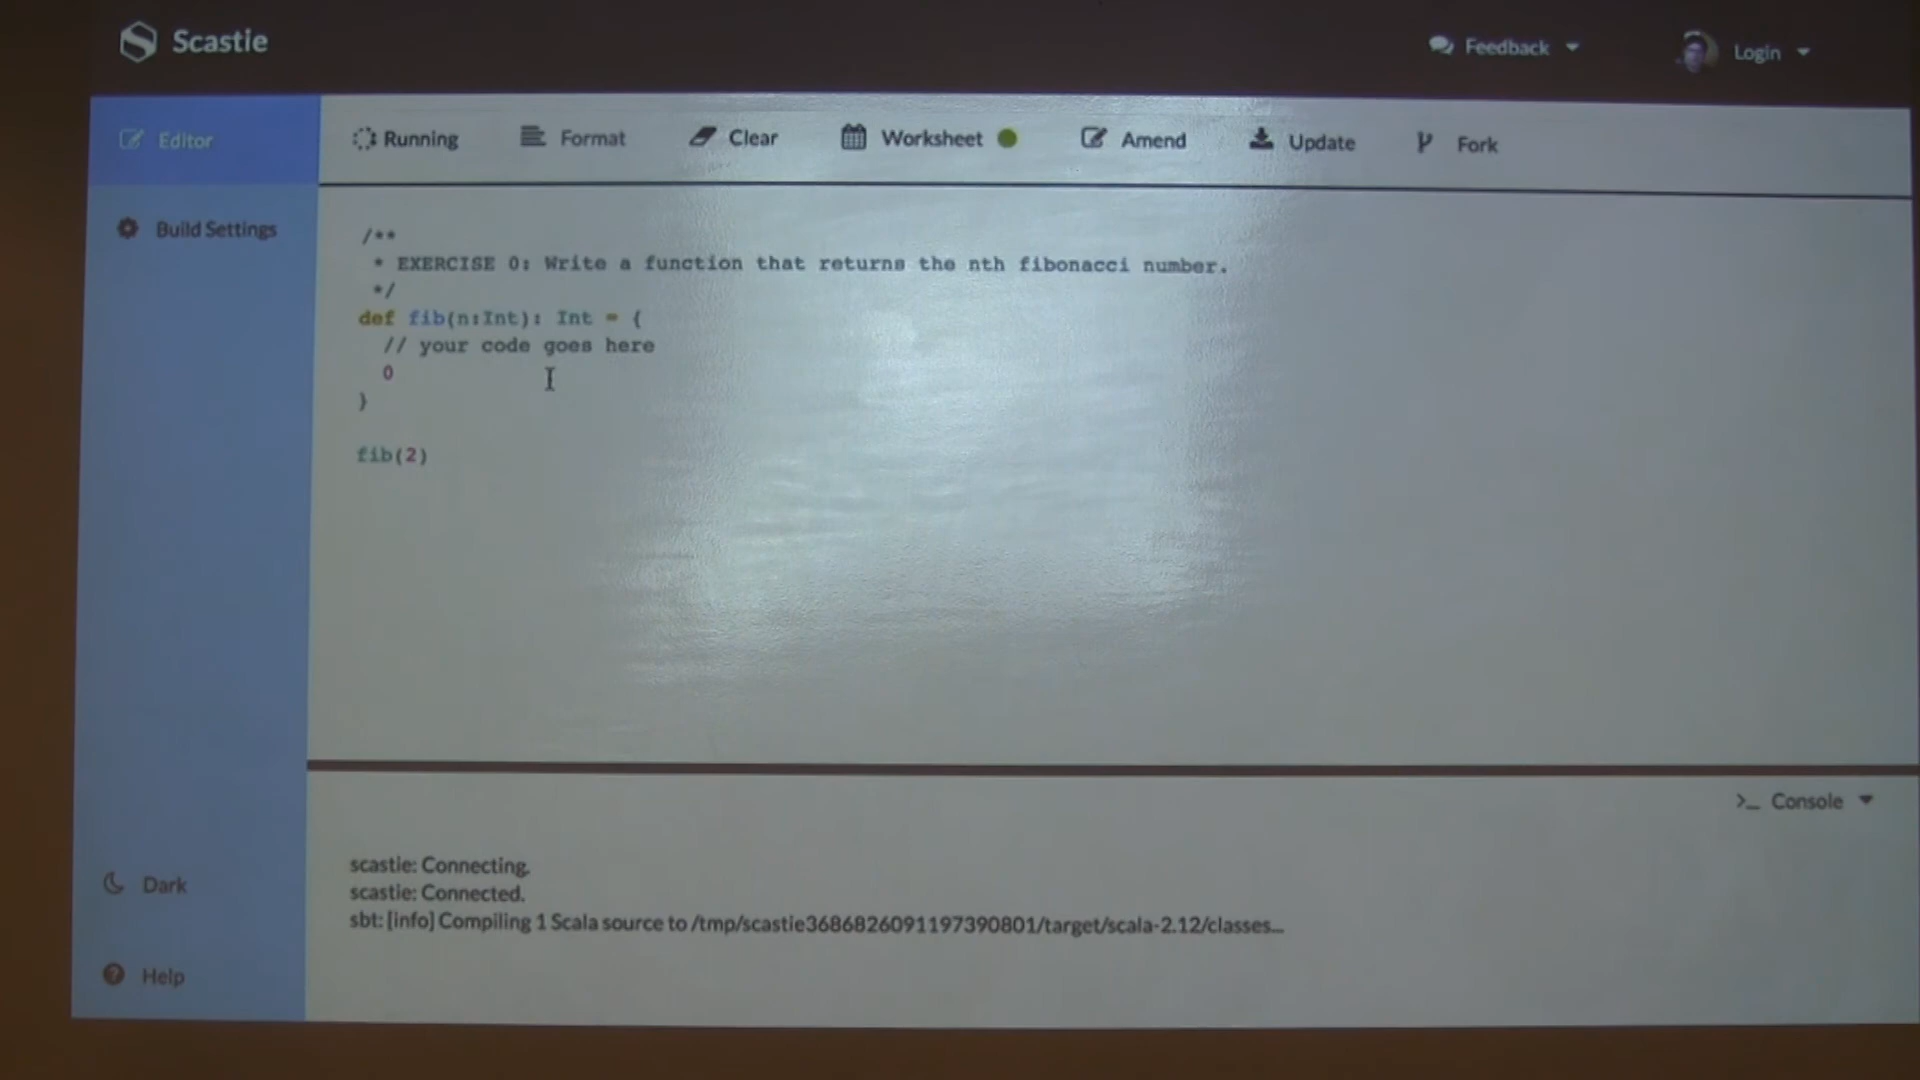 Scastie
Feedback
Login
Editor
Running
Format
Clear
Worksheet
Amend
Update
Fork
Build Settings
/**
* EXERCISE 0: Write a function that returns the nth fibonacci number.
*/
def fib(n:Int): Int = {
// your code goes here
0
}
fib(2)
>_ Console
scastie: Connecting.
scastie: Connected.
sbt: [info] Compiling 1 Scala source to /tmp/scastie3686826091197390801/target/scala-2.12/classes...
Dark
Help